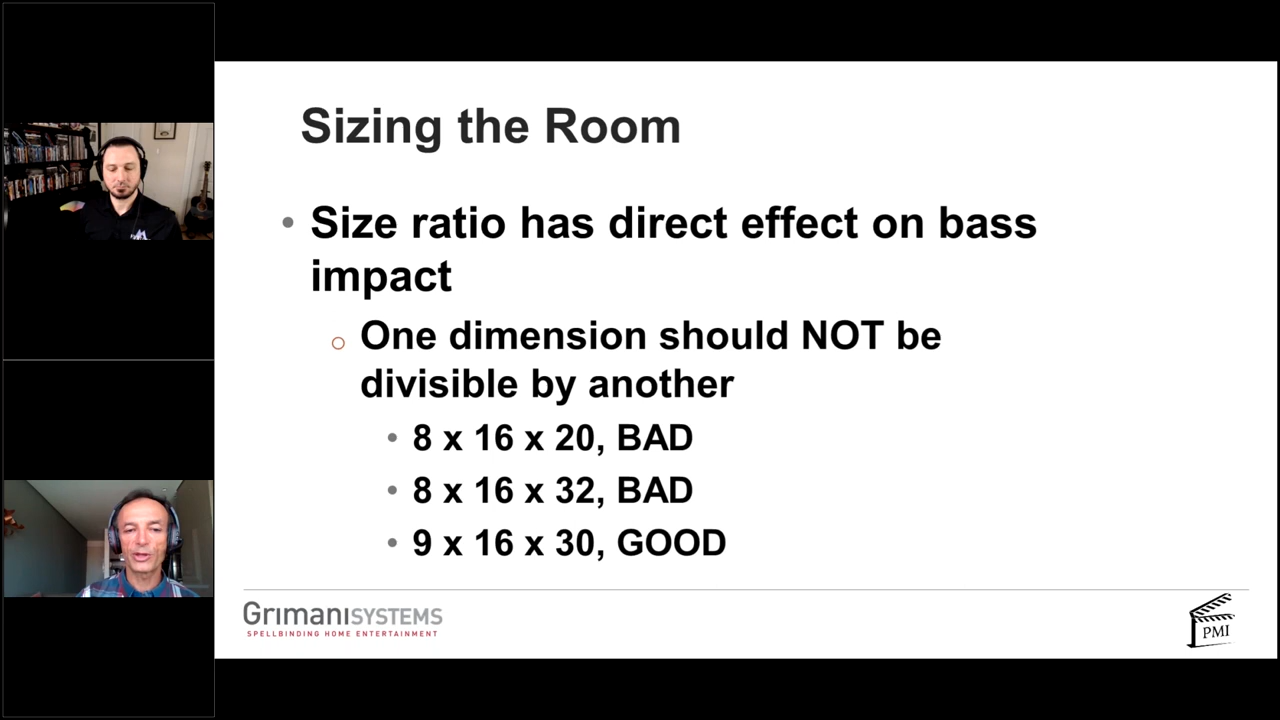 Sizing the Room
• Size ratio has direct effect on bass
impact
○ One dimension should NOT be
divisible by another
• 8 x 16 x 20, BAD
• 8 x 16 x 32, BAD
• 9 x 16 x 30, GOOD
GrimaniSYSTEMS
SPELLBINDING HOME ENTERTAINMENT
PMI